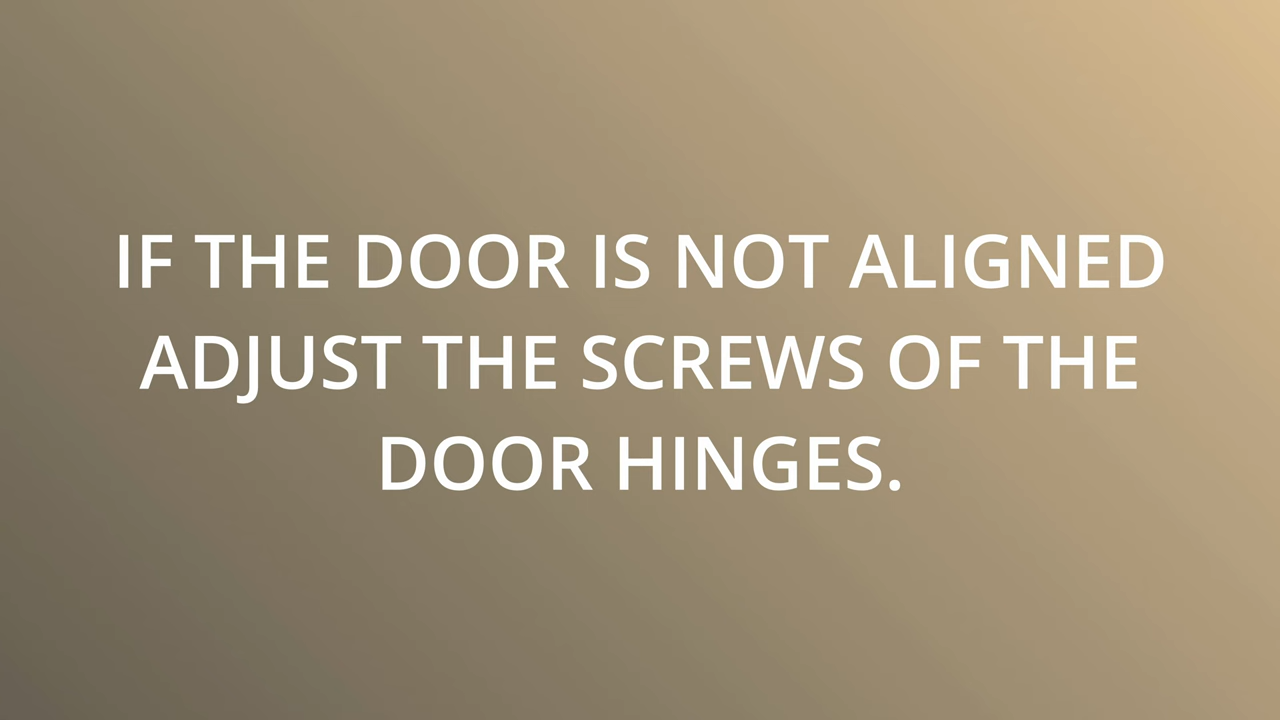 IF THE DOOR IS NOT ALIGNED
ADJUST THE SCREWS OF THE
DOOR HINGES.